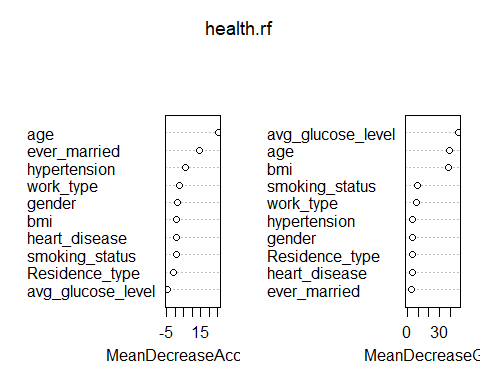 health.rf
age
ever_married
hypertension
work_type
gender
bmi
heart_disease
smoking_status
Residence_type
avg_glucose_level
-5 15
MeanDecreaseAcc
avg_glucose_level
age
bmi
smoking_status
work_type
hypertension
gender
Residence_type
heart_disease
ever_married
0 30
MeanDecreaseG